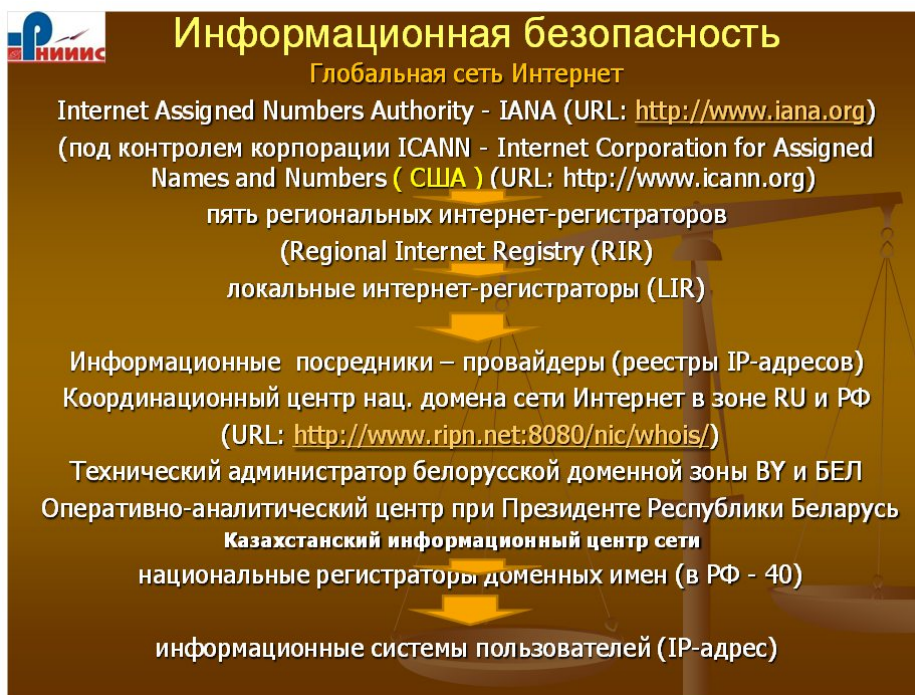 РНИИИС
Информационная безопасность
Глобальная сеть Интернет
Internet Assigned Numbers Authority - IANA (URL: http://www.iana.org)
(под контролем корпорации ICANN - Internet Corporation for Assigned
Names and Numbers ( США ) (URL: http://www.icann.org)
пять региональных интернет-регистраторов
(Regional Internet Registry (RIR)
локальные интернет-регистраторы (LIR)
Информационные посредники – провайдеры (реестры IP-адресов)
Координационный центр нац. домена сети Интернет в зоне RU и РФ
(URL: http://www.ripn.net:8080/nic/whois/)
Технический администратор белорусской доменной зоны BY и БЕЛ
Оперативно-аналитический центр при Президенте Республики Беларусь
Казахстанский информационный центр сети
национальные регистраторы доменных имен (в РФ - 40)
информационные системы пользователей (IP-адрес)